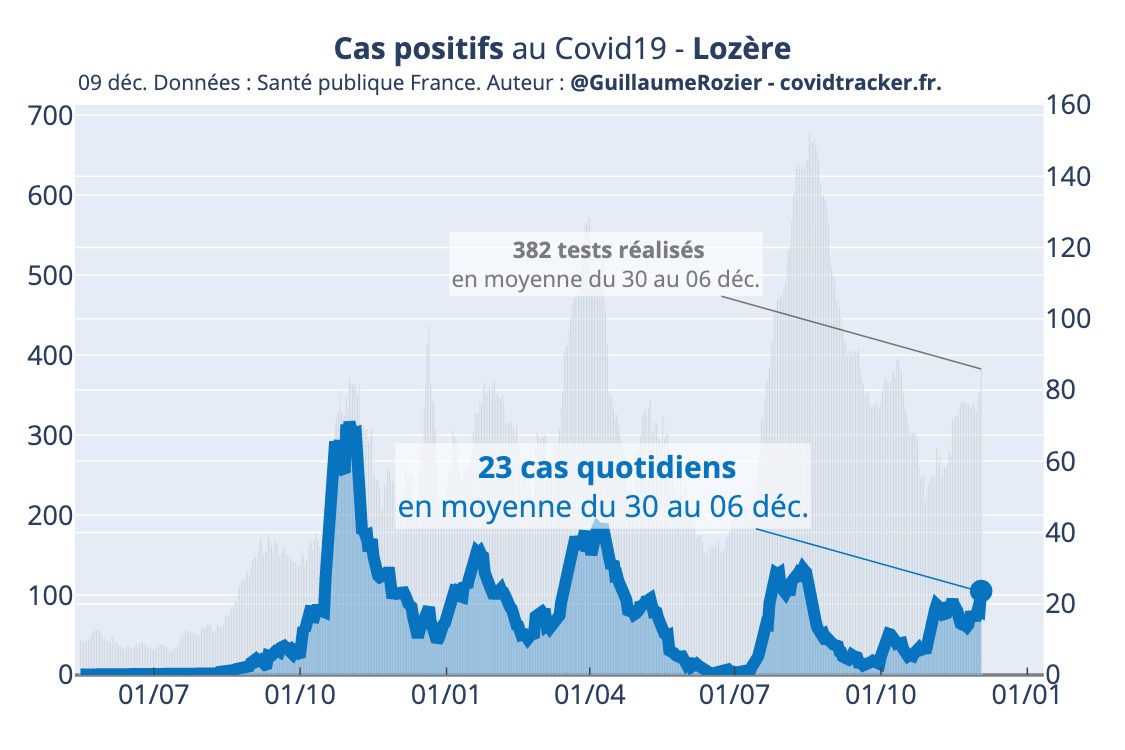 Cas positifs au Covid19 - Lozère
09 déc. Données : Santé publique France. Auteur : @GuillaumeRozier - covidtracker.fr.
700
600
500
400
300
200
100
0
160
140
120
100
80
60
40
20
0
382 tests réalisés
en moyenne du 30 au 06 déc.
23 cas quotidiens
en moyenne du 30 au 06 déc.
01/07 01/10 01/01 01/04 01/07 01/10 01/01